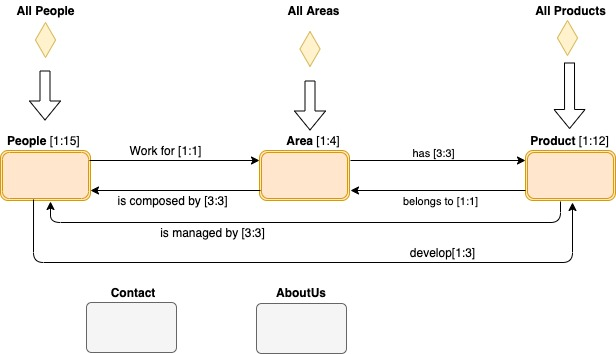 All People
All Areas
All Products
People [1:15]
Work for [1:1]
Area [1:4]
has [3:3]
Product [1:12]
is composed by [3:3]
belongs to [1:1]
is managed by [3:3]
develop[1:3]
Contact
AboutUs